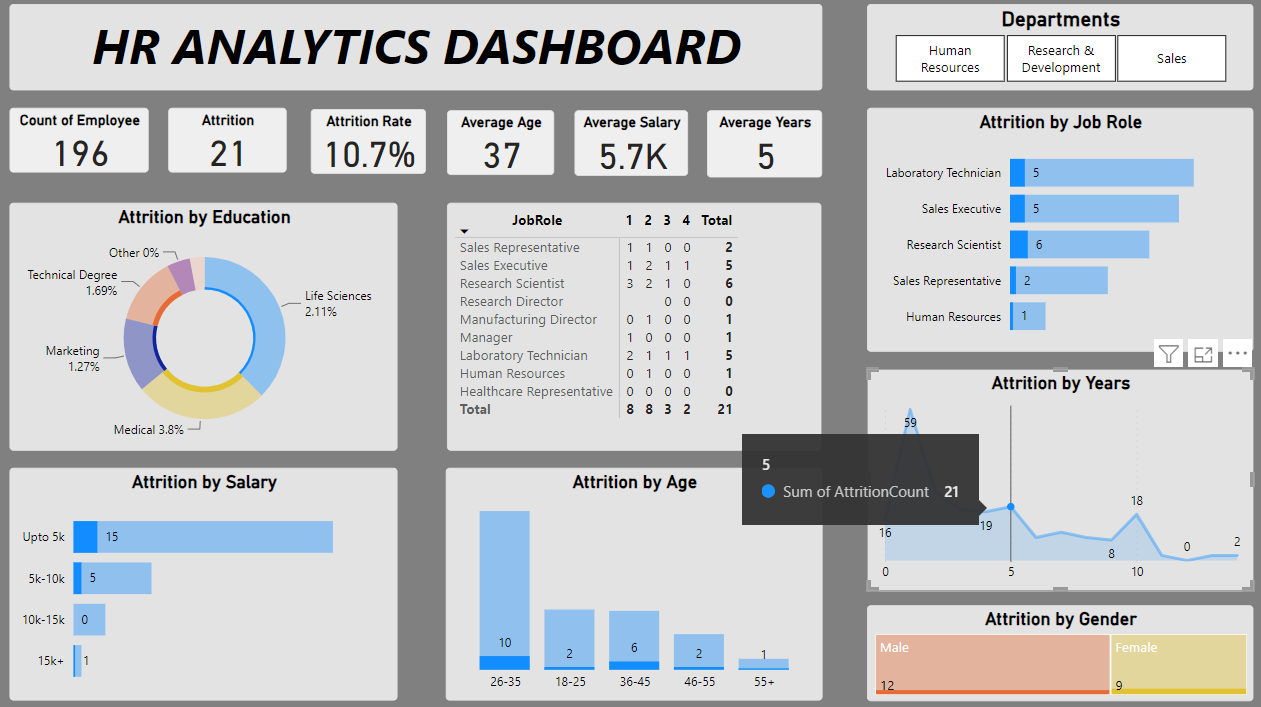 HR ANALYTICS DASHBOARD
Departments
Human Resources
Research & Development
Sales
Count of Employee
196
Attrition
21
Attrition Rate
10.7%
Average Age
37
Average Salary
5.7K
Average Years
5
Attrition by Job Role
Laboratory Technician 5
Sales Executive 5
Research Scientist 6
Sales Representative 2
Human Resources 1
Attrition by Education
Other 0%
Technical Degree
1.69%
Life Sciences
2.11%
Marketing
1.27%
Medical 3.8%
JobRole 1 2 3 4 Total
Sales Representative 1 1 0 0 2
Sales Executive 1 2 1 1 5
Research Scientist 3 2 1 0 6
Research Director 0 0 0
Manufacturing Director 0 1 0 0 1
Manager 1 0 0 0 1
Laboratory Technician 2 1 1 1 5
Human Resources 0 1 0 0 1
Healthcare Representative 0 0 0 0 0
Total 8 8 3 2 21
Attrition by Years
59
5
Sum of AttritionCount 21
16
19
8
18
0
2
0 5 10
Attrition by Salary
Upto 5k 15
5k-10k 5
10k-15k 0
15k+ 1
Attrition by Age
10 2 6 2 1
26-35 18-25 36-45 46-55 55+
Attrition by Gender
Male
12
Female
9